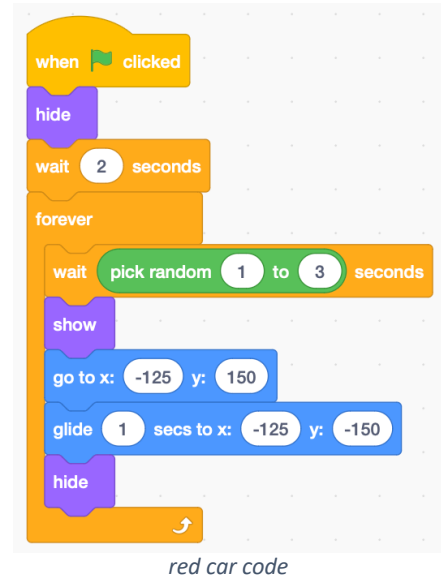 when clicked
hide
wait 2 seconds
forever
wait pick random 1 to 3 seconds
show
go to x: -125 y: 150
glide 1 secs to x: -125 y: -150
hide
red car code